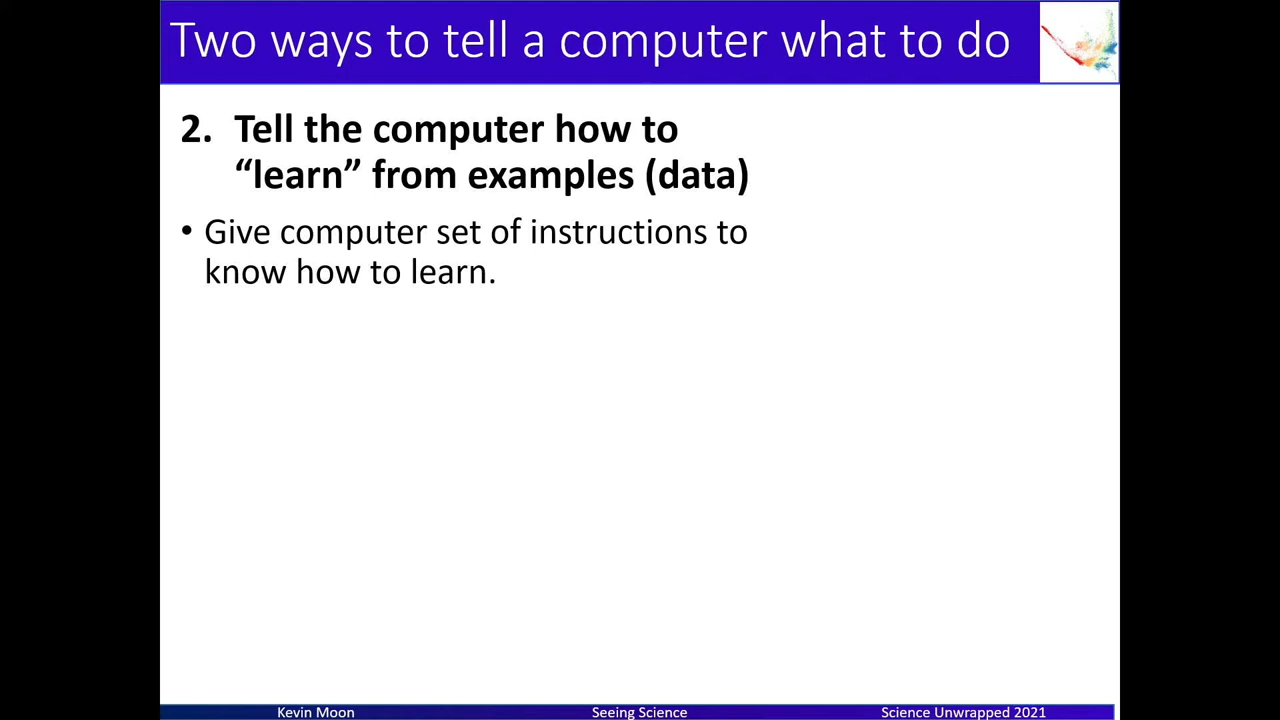 Two ways to tell a computer what to do
2. Tell the computer how to
“learn” from examples (data)
• Give computer set of instructions to
know how to learn.
Kevin Moon
Seeing Science
Science Unwrapped 2021